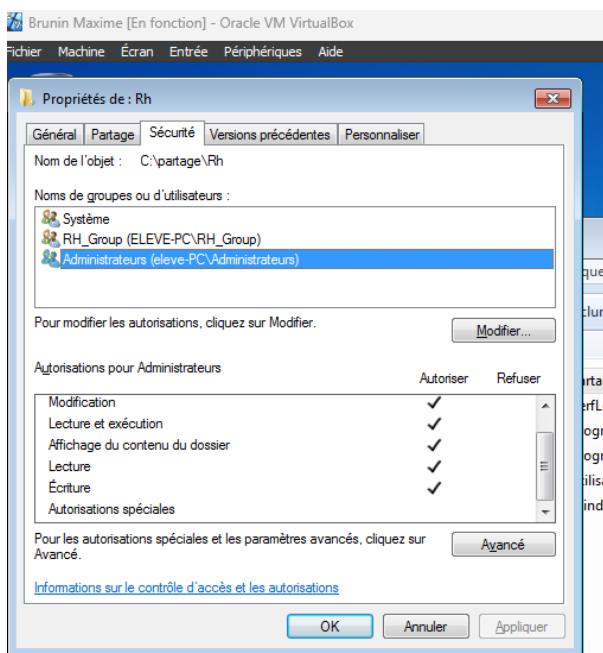 Brunin Maxime [En fonction] - Oracle VM VirtualBox
Fichier Machine Écran Entrée Périphériques Aide
Propriétés de : Rh
Général Partage Sécurité Versions précédentes Personnaliser
Nom de l'objet : C:\partage\Rh
Noms de groupes ou d'utilisateurs :
Système
RH_Group (ELEVE-PC\RH_Group)
Administrateurs (eleve-PC\Administrateurs)
Pour modifier les autorisations, cliquez sur Modifier.
Modifier...
Autorisations pour Administrateurs
Autoriser Refuser
Modification
Lecture et exécution
Affichage du contenu du dossier
Lecture
Écriture
Autorisations spéciales
Pour les autorisations spéciales et les paramètres avancés, cliquez sur
Avancé.
Avancé
Informations sur le contrôle d'accès et les autorisations
OK Annuler Appliquer